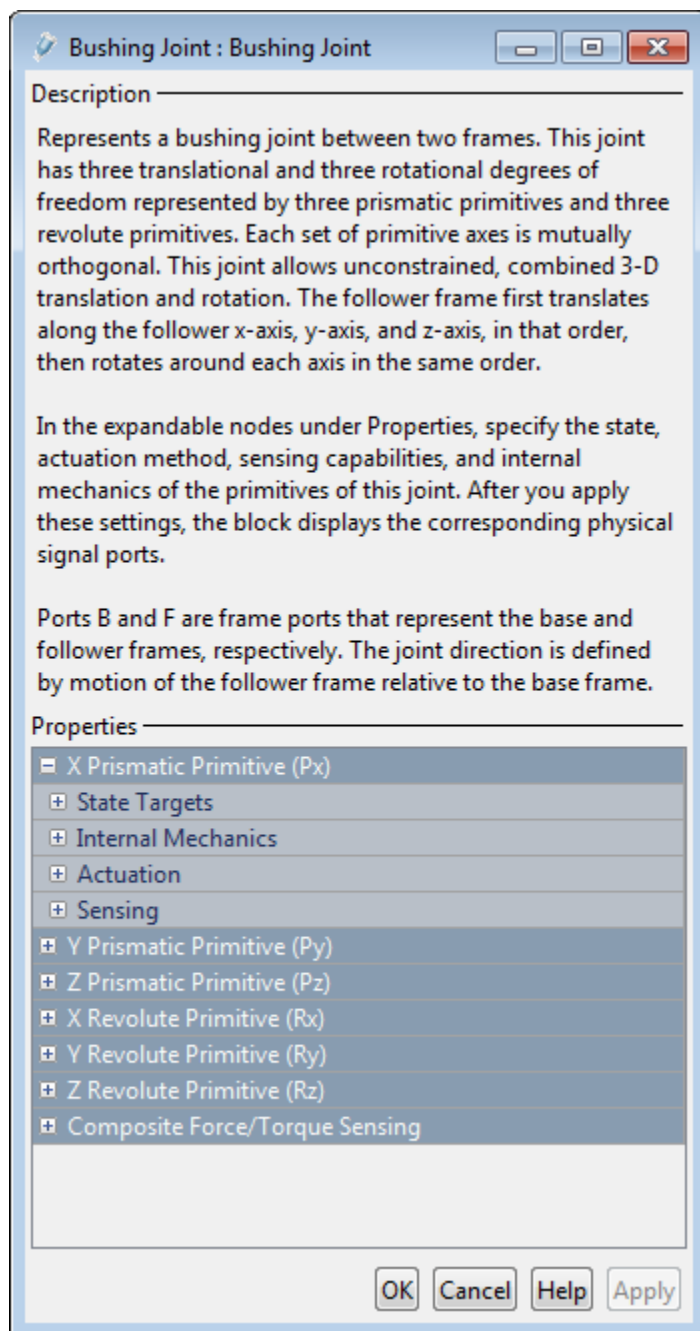 Bushing Joint : Bushing Joint
Description
Represents a bushing joint between two frames. This joint
has three translational and three rotational degrees of
freedom represented by three prismatic primitives and three
revolute primitives. Each set of primitive axes is mutually
orthogonal. This joint allows unconstrained, combined 3-D
translation and rotation. The follower frame first translates
along the follower x-axis, y-axis, and z-axis, in that order,
then rotates around each axis in the same order.
In the expandable nodes under Properties, specify the state,
actuation method, sensing capabilities, and internal
mechanics of the primitives of this joint. After you apply
these settings, the block displays the corresponding physical
signal ports.
Ports B and F are frame ports that represent the base and
follower frames, respectively. The joint direction is defined
by motion of the follower frame relative to the base frame.
Properties
X Prismatic Primitive (Px)
State Targets
Internal Mechanics
Actuation
Sensing
Y Prismatic Primitive (Py)
Z Prismatic Primitive (Pz)
X Revolute Primitive (Rx)
Y Revolute Primitive (Ry)
Z Revolute Primitive (Rz)
Composite Force/Torque Sensing
OK Cancel Help Apply